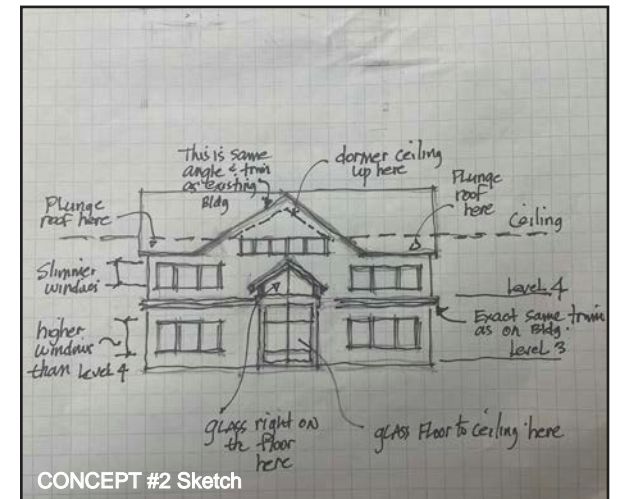 This is same
angle & trim
as existing
Bldg
dormer ceiling
up here
Plunge
roof here
Plunge
roof
here
Ceiling
Slimmer
windows
Level 4
Exact same trim
as on Bldg.
higher
windows
than Level 4
Level 3
glass right on
the floor
here
glass Floor to ceiling here
CONCEPT #2 Sketch